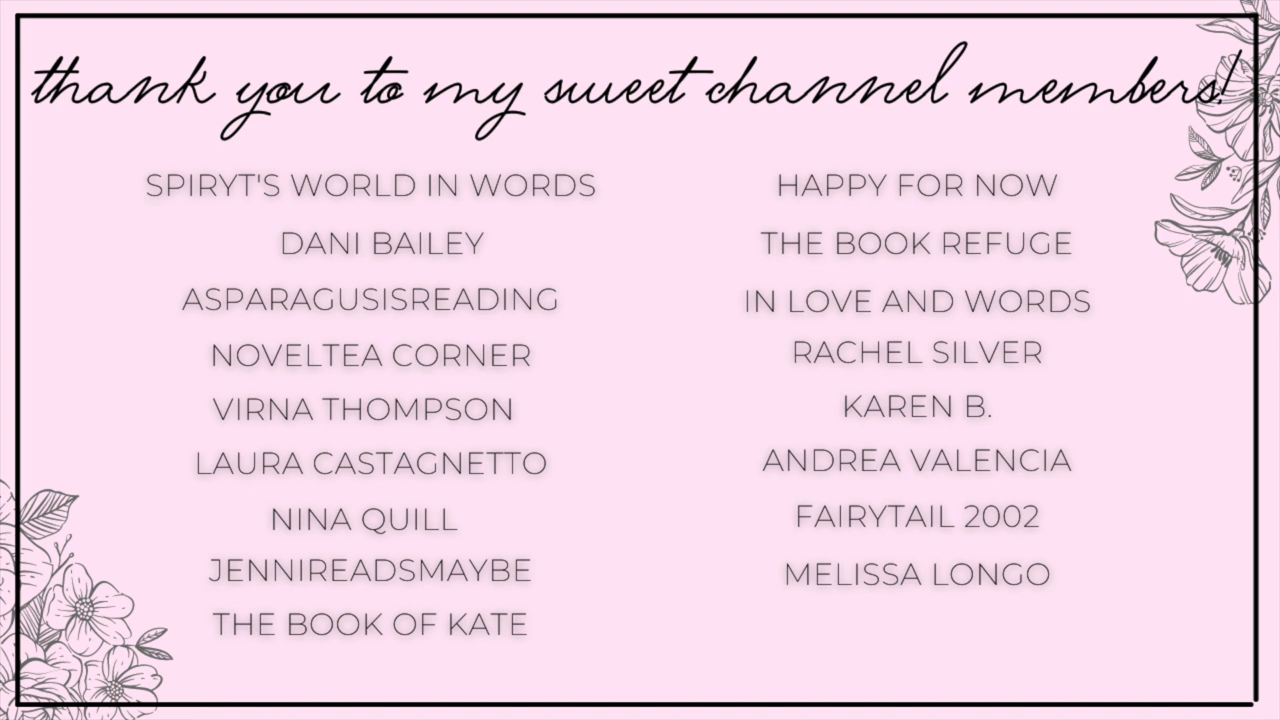 thank you to my sweet channel members!
SPIRYT'S WORLD IN WORDS
DANI BAILEY
ASPARAGUSISREADING
NOVELTEA CORNER
VIRNA THOMPSON
LAURA CASTAGNETTO
NINA QUILL
JENNIREADSMAYBE
THE BOOK OF KATE
HAPPY FOR NOW
THE BOOK REFUGE
IN LOVE AND WORDS
RACHEL SILVER
KAREN B.
ANDREA VALENCIA
FAIRYTAIL 2002
MELISSA LONGO